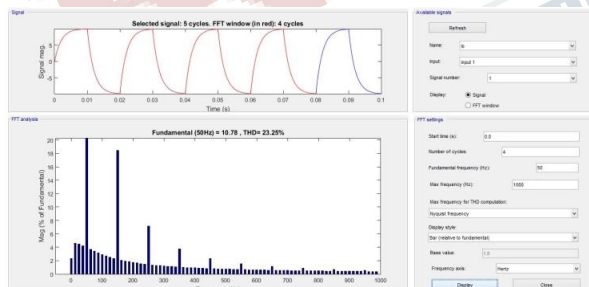 Signal
Selected signal: 5 cycles. FFT window (in red): 4 cycles
Signal mag.
5
0
-5
0
0.01
0.02
0.03
0.04
0.05
0.06
0.07
0.08
0.09
0.1
Time (s)
FFT analysis
Fundamental (50Hz) = 10.78 , THD= 23.25%
Mag (% of Fundamental)
20
18
16
14
12
10
8
6
4
2
0
0
100
200
300
400
500
600
700
800
900
1000
Available signals
Refresh
Name:
Input:
input 1
Signal number:
1
Display:
Signal
FFT window
FFT settings
Start time (s):
0.0
Number of cycles:
4
Fundamental frequency (Hz):
50
Max frequency (Hz):
1000
Max frequency for THD computation:
Nyquist frequency
Display style:
Bar (relative to fundamental)
Base value:
1.0
Frequency axis:
Hertz
Display
Close